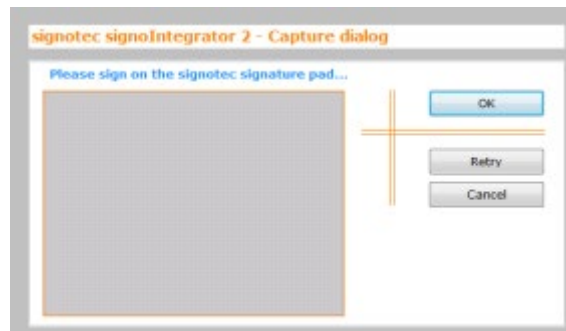 signotec signoIntegrator 2 - Capture dialog
Please sign on the signotec signature pad...
OK
Retry
Cancel